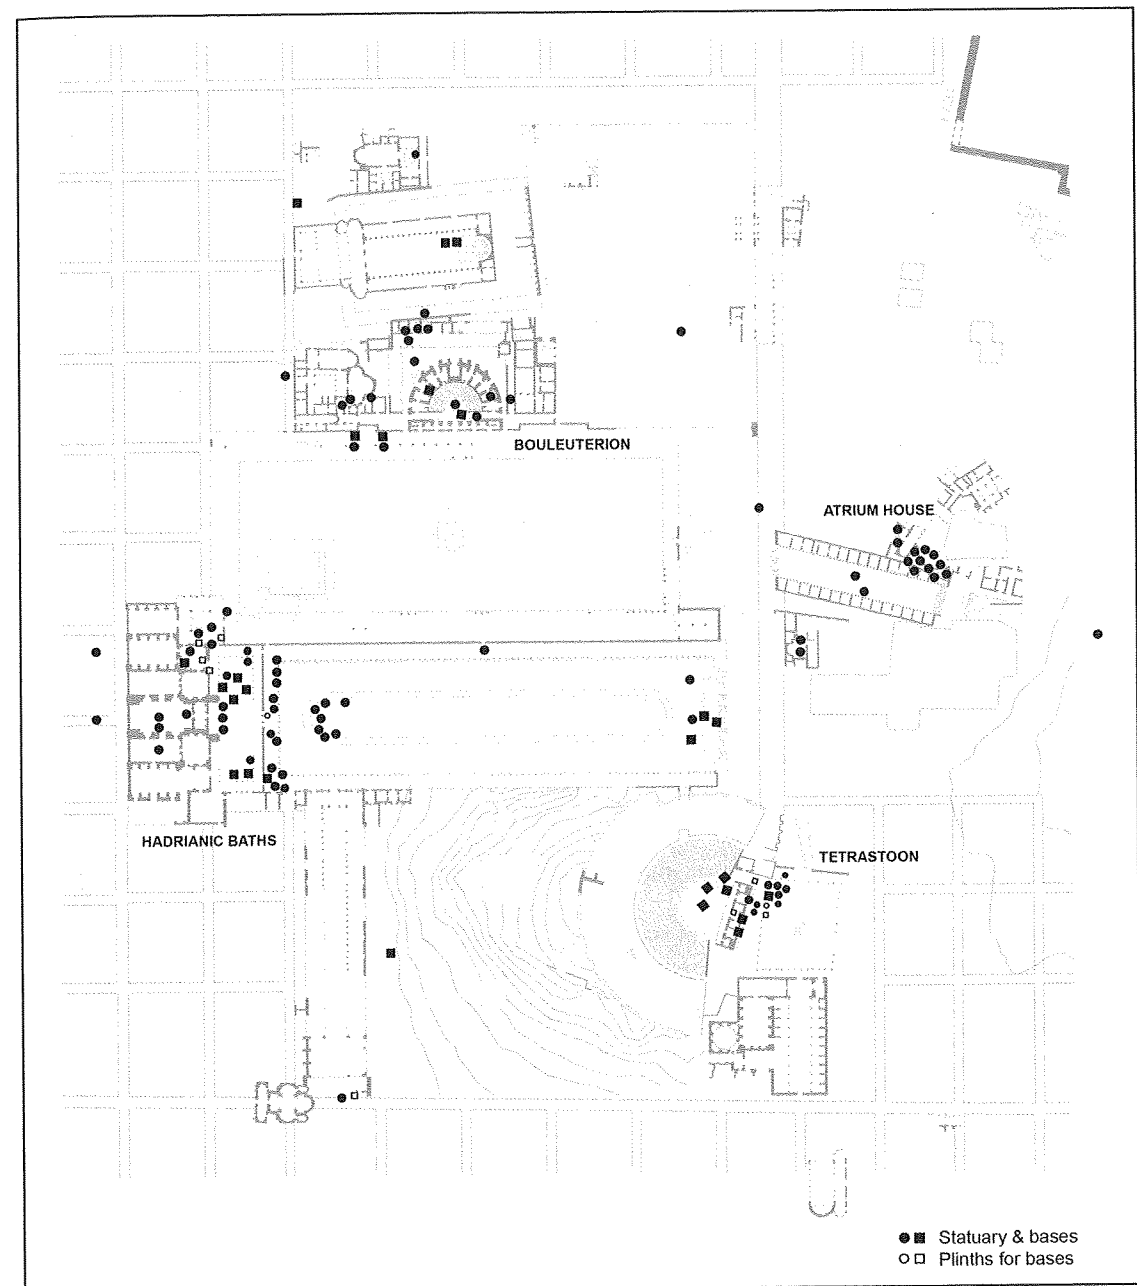 BOULEUTERION
ATRIUM HOUSE
HADRIANIC BATHS
TETRASTOON
Statuary & bases
Plinths for bases